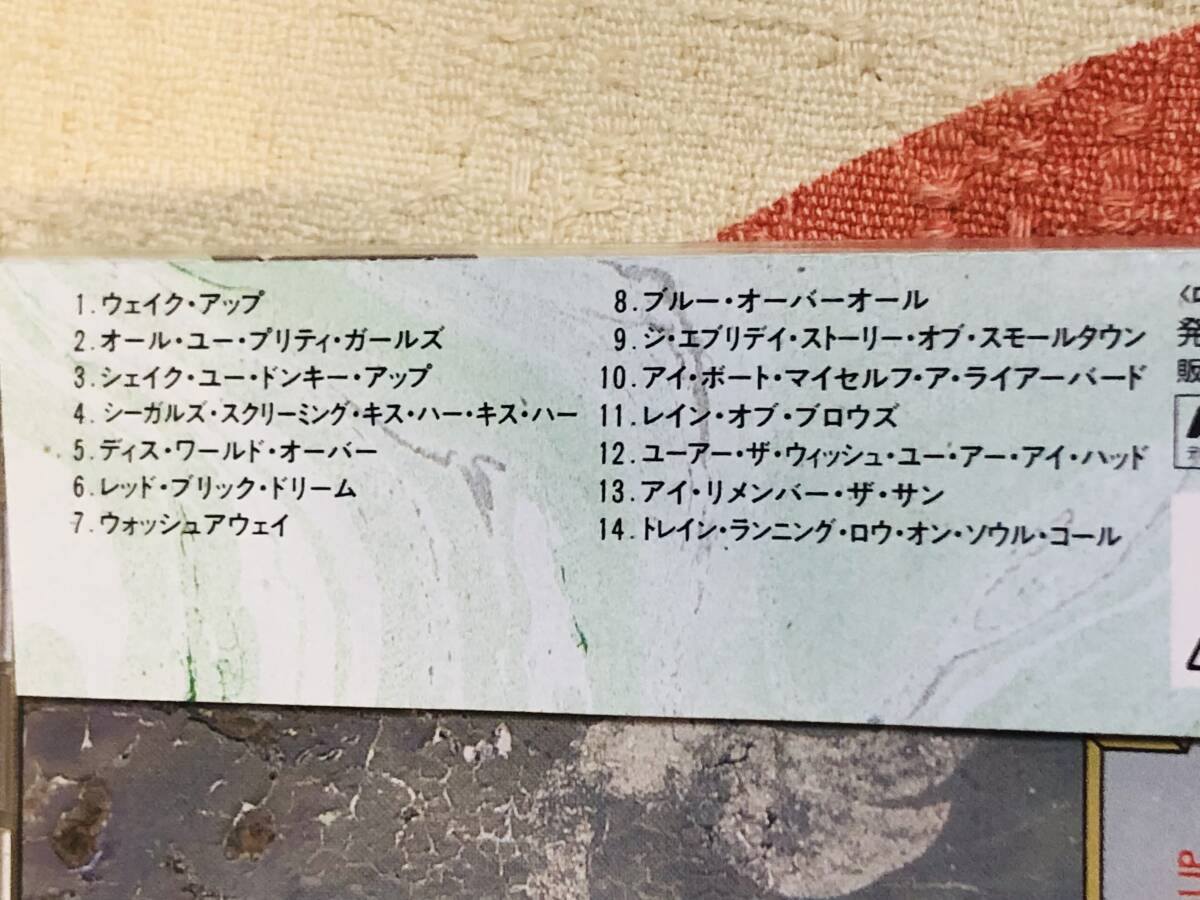 1.ウェイク・アップ
2.オール・ユー・プリティ・ガールズ
3.シェイク・ユー・ドンキー・アップ
4.シーガルズ・スクリーミング・キス・ハー・キス・ハー
5.ディス・ワールド・オーバー
6.レッド・ブリック・ドリーム
7.ウォッシュアウェイ
8.ブルー・オーバーオール
9.ジ・エブリデイ・ストーリー・オブ・スモールタウン
10.アイ・ボート・マイセルフ・ア・ライアーバード
11.レイン・オブ・ブロウズ
12.ユーアー・ザ・ウィッシュ・ユー・アー・アイ・ハッド
13.アイ・リメンバー・ザ・サン
14.トレイン・ランニング・ロウ・オン・ソウル・コール
発
販
UP